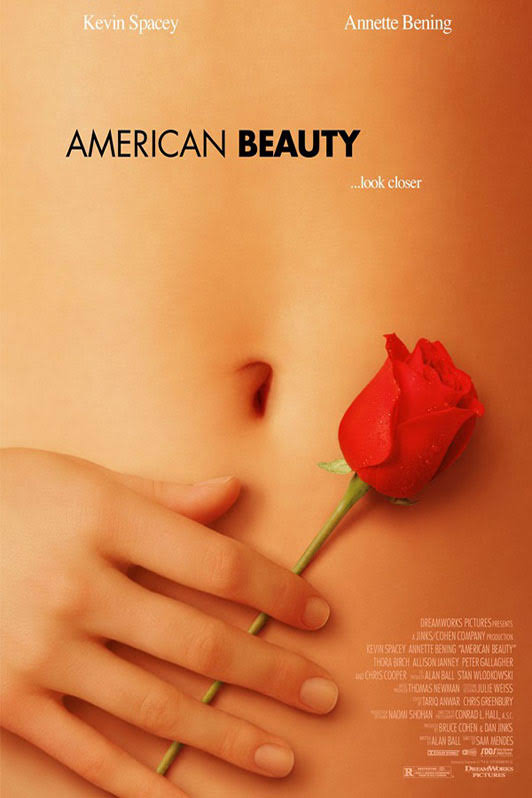 Kevin Spacey Annette Bening
AMERICAN BEAUTY
...look closer
DREAMWORKS PICTURES PRESENTS
A JINKS/COHEN COMPANY PRODUCTION
KEVIN SPACEY ANNETTE BENING "AMERICAN BEAUTY"
THORA BIRCH ALLISON JANNEY PETER GALLAGHER
AND CHRIS COOPER ALAN BALL STAN WLODKOWSKI
THOMAS NEWMAN JULIE WEISS
TARIQ ANWAR CHRIS GREENBURY
NAOMI SHOHAN CONRAD L. HALL, A.S.C.
BRUCE COHEN & DAN JINKS
ALAN BALL SAM MENDES
R RESTRICTED SDDS
DREAMWORKS
PICTURES